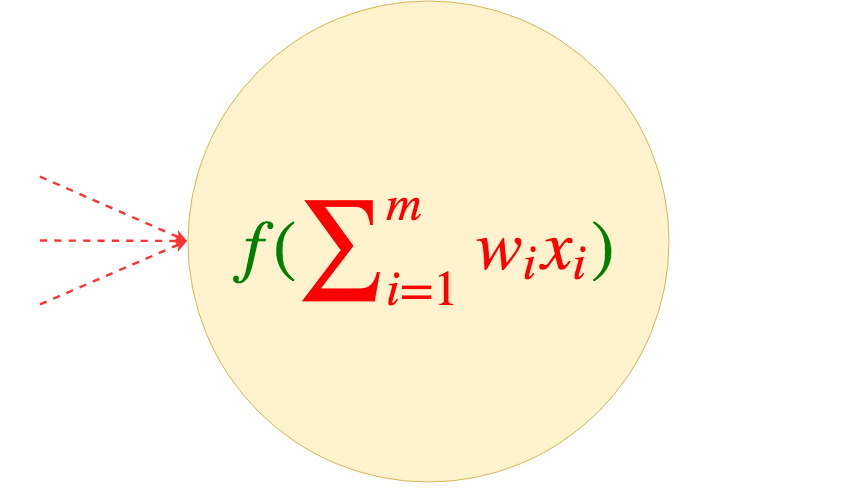 f(∑_{i=1}^{m} w_i x_i)